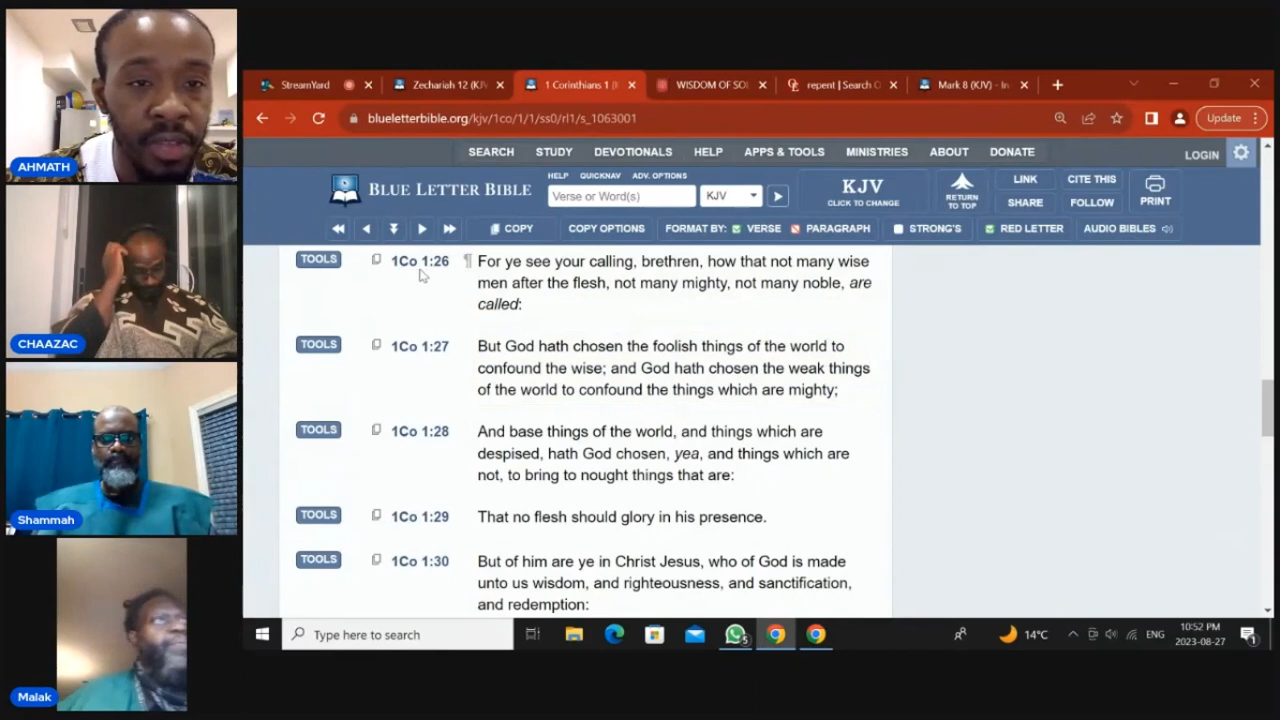 AHMATH
CHAAZAC
Shammah
Malak
StreamYard
Zechariah 12 (KJV
1 Corinthians 1 (
WISDOM OF SOL
repent | Search O
Mark 8 (KJV) - In
blueletterbible.org/kjv/1co/1/1/ss0/rl1/s_1063001
Update
SEARCH STUDY DEVOTIONALS HELP APPS & TOOLS MINISTRIES ABOUT DONATE
LOGIN
BLUE LETTER BIBLE
HELP QUICKNAV ADV. OPTIONS
Verse or Word(s)
KJV
KJV
CLICK TO CHANGE
RETURN
TO TOP
LINK
CITE THIS
SHARE
FOLLOW
PRINT
COPY COPY OPTIONS FORMAT BY: VERSE PARAGRAPH STRONG'S RED LETTER AUDIO BIBLES
TOOLS 1Co 1:26 ¶ For ye see your calling, brethren, how that not many wise
men after the flesh, not many mighty, not many noble, are
called:
TOOLS 1Co 1:27 But God hath chosen the foolish things of the world to
confound the wise; and God hath chosen the weak things
of the world to confound the things which are mighty;
TOOLS 1Co 1:28 And base things of the world, and things which are
despised, hath God chosen, yea, and things which are
not, to bring to nought things that are:
TOOLS 1Co 1:29 That no flesh should glory in his presence.
TOOLS 1Co 1:30 But of him are ye in Christ Jesus, who of God is made
unto us wisdom, and righteousness, and sanctification,
and redemption:
Type here to search
5
14°C
ENG
10:52 PM
2023-08-27
1